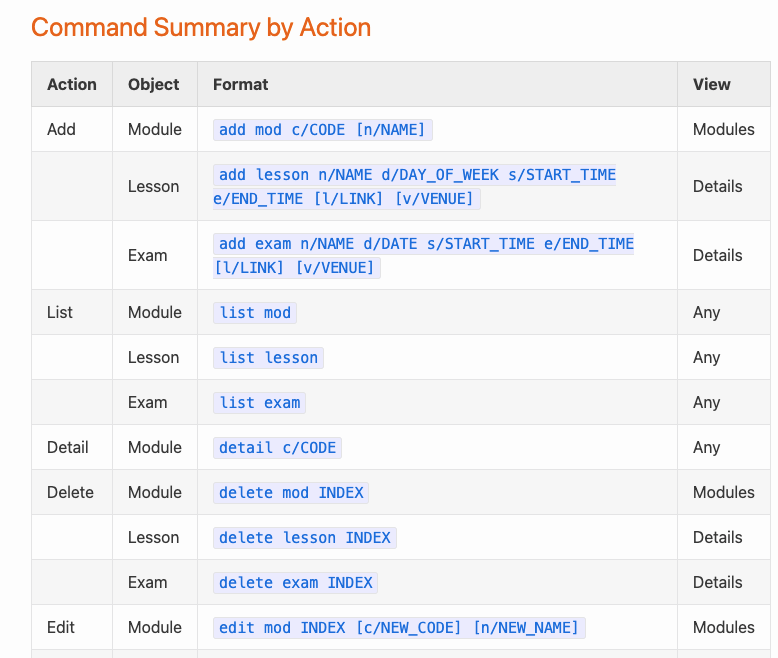 Command Summary by Action
Action Object Format View
Add Module add mod c/CODE [n/NAME] Modules
Lesson add lesson n/NAME d/DAY_OF_WEEK s/START_TIME
e/END_TIME [l/LINK] [v/VENUE] Details
Exam add exam n/NAME d/DATE s/START_TIME e/END_TIME
[l/LINK] [v/VENUE] Details
List Module list mod Any
Lesson list lesson Any
Exam list exam Any
Detail Module detail c/CODE Any
Delete Module delete mod INDEX Modules
Lesson delete lesson INDEX Details
Exam delete exam INDEX Details
Edit Module edit mod INDEX [c/NEW_CODE] [n/NEW_NAME] Modules